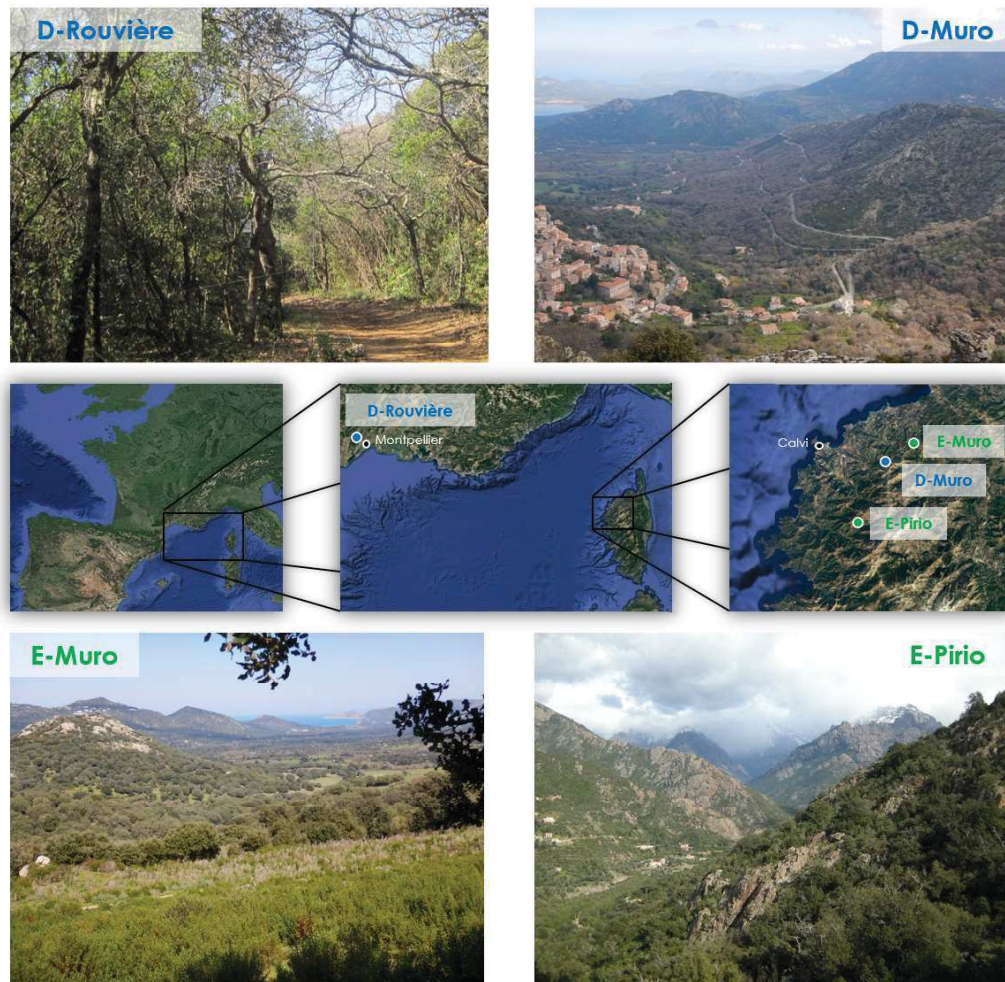 D-Rouvière
D-Muro
D-Rouvière
Montpellier
Calvi
E-Muro
D-Muro
E-Pirio
E-Muro
E-Pirio